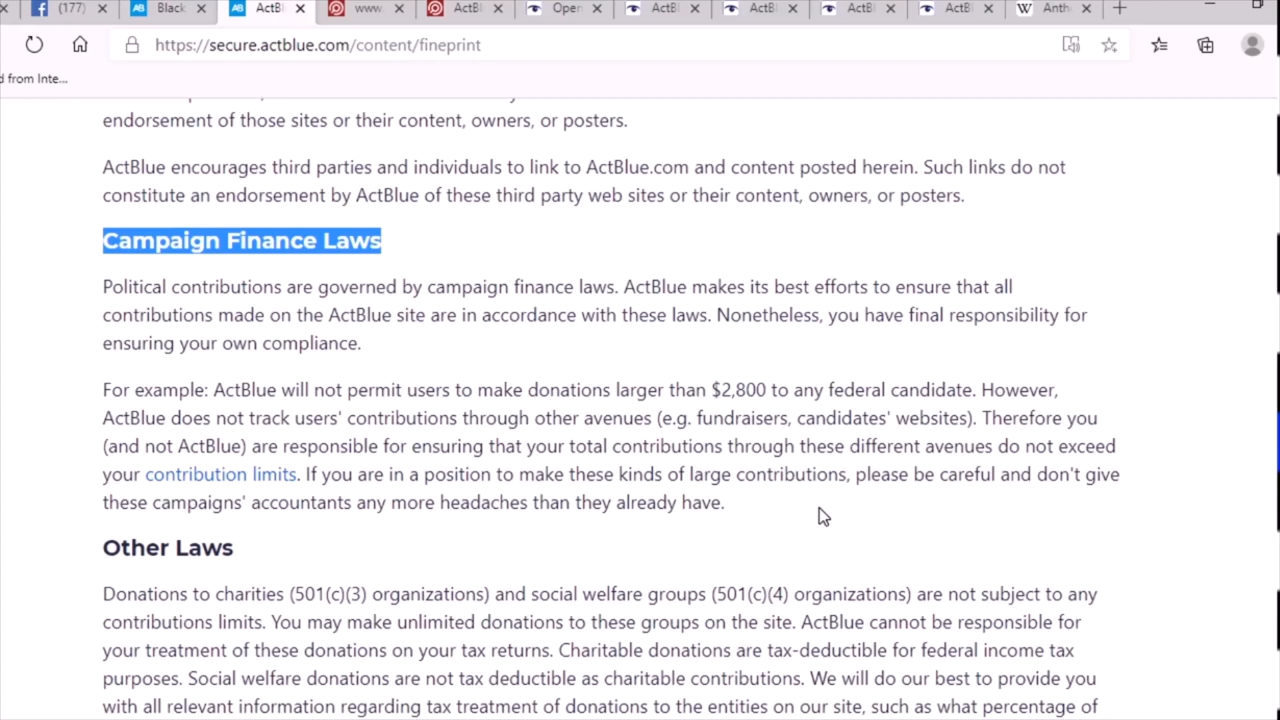 (177)
Black
ActBl
www.
ActBl
Open
ActBl
ActBl
ActBl
ActBl
W
Anth
https://secure.actblue.com/content/fineprint
d from Inte...
endorsement of those sites or their content, owners, or posters.
ActBlue encourages third parties and individuals to link to ActBlue.com and content posted herein. Such links do not
constitute an endorsement by ActBlue of these third party web sites or their content, owners, or posters.
Campaign Finance Laws
Political contributions are governed by campaign finance laws. ActBlue makes its best efforts to ensure that all
contributions made on the ActBlue site are in accordance with these laws. Nonetheless, you have final responsibility for
ensuring your own compliance.
For example: ActBlue will not permit users to make donations larger than $2,800 to any federal candidate. However,
ActBlue does not track users' contributions through other avenues (e.g. fundraisers, candidates' websites). Therefore you
(and not ActBlue) are responsible for ensuring that your total contributions through these different avenues do not exceed
your contribution limits. If you are in a position to make these kinds of large contributions, please be careful and don't give
these campaigns' accountants any more headaches than they already have.
Other Laws
Donations to charities (501(c)(3) organizations) and social welfare groups (501(c)(4) organizations) are not subject to any
contributions limits. You may make unlimited donations to these groups on the site. ActBlue cannot be responsible for
your treatment of these donations on your tax returns. Charitable donations are tax-deductible for federal income tax
purposes. Social welfare donations are not tax deductible as charitable contributions. We will do our best to provide you
with all relevant information regarding tax treatment of donations to the entities on our site, such as what percentage of